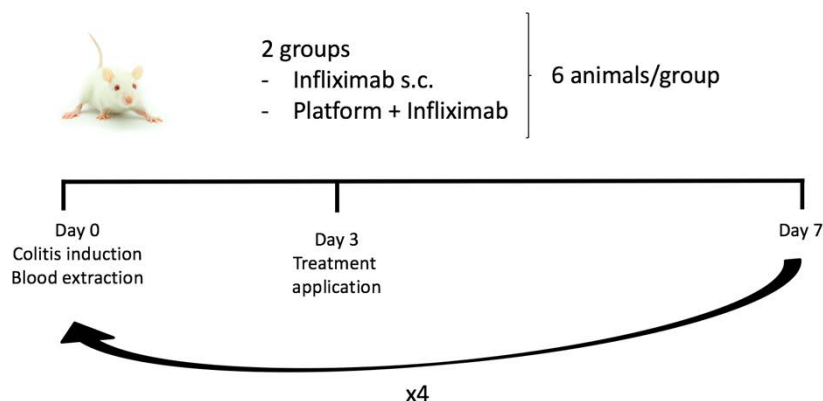 2 groups
- Infliximab s.c.
- Platform + Infliximab
6 animals/group
Day 0
Colitis induction
Blood extraction
Day 3
Treatment
application
Day 7
x4